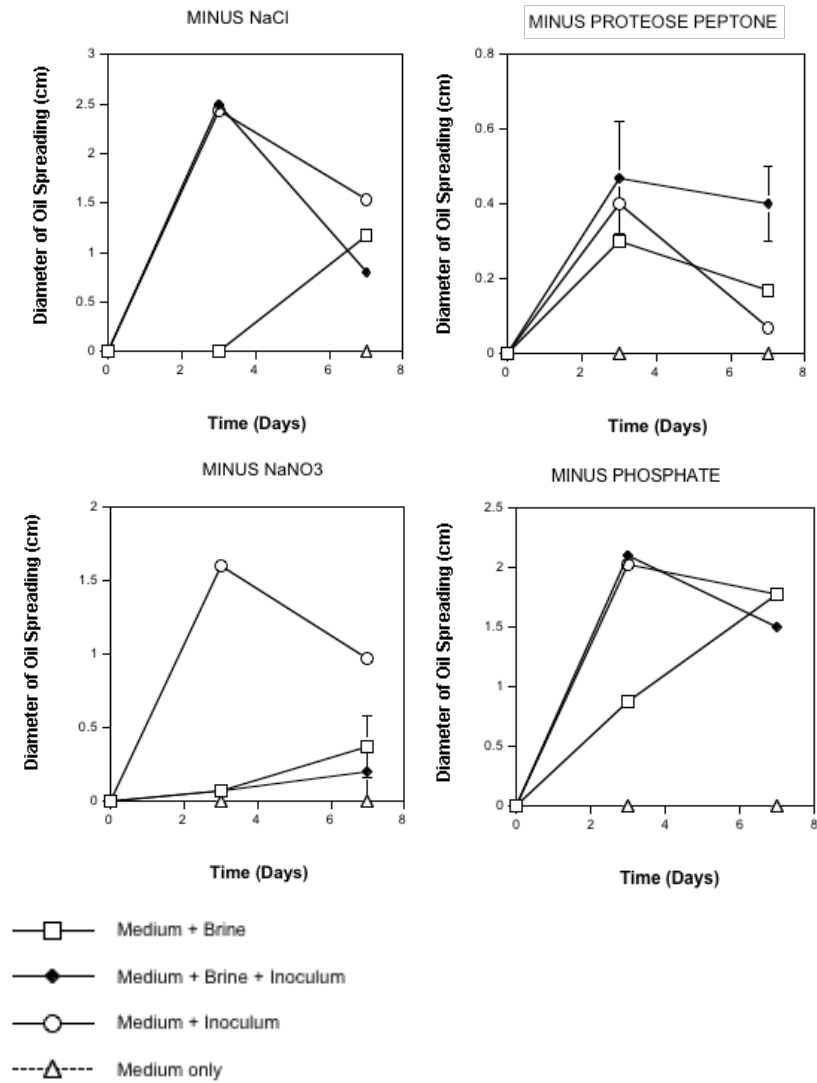 MINUS NaCl
3
2.5
2
1.5
1
0.5
0
0
2
4
6
8
Diameter of Oil Spreading (cm)
Time (Days)
MINUS PROTEOSE PEPTONE
0.8
0.6
0.4
0.2
0
0
2
4
6
8
Diameter of Oil Spreading (cm)
Time (Days)
MINUS NaNO3
2
1.5
1
0.5
0
0
2
4
6
8
Diameter of Oil Spreading (cm)
Time (Days)
MINUS PHOSPHATE
2.5
2
1.5
1
0.5
0
0
2
4
6
8
Diameter of Oil Spreading (cm)
Time (Days)
Medium + Brine
Medium + Brine + Inoculum
Medium + Inoculum
Medium only